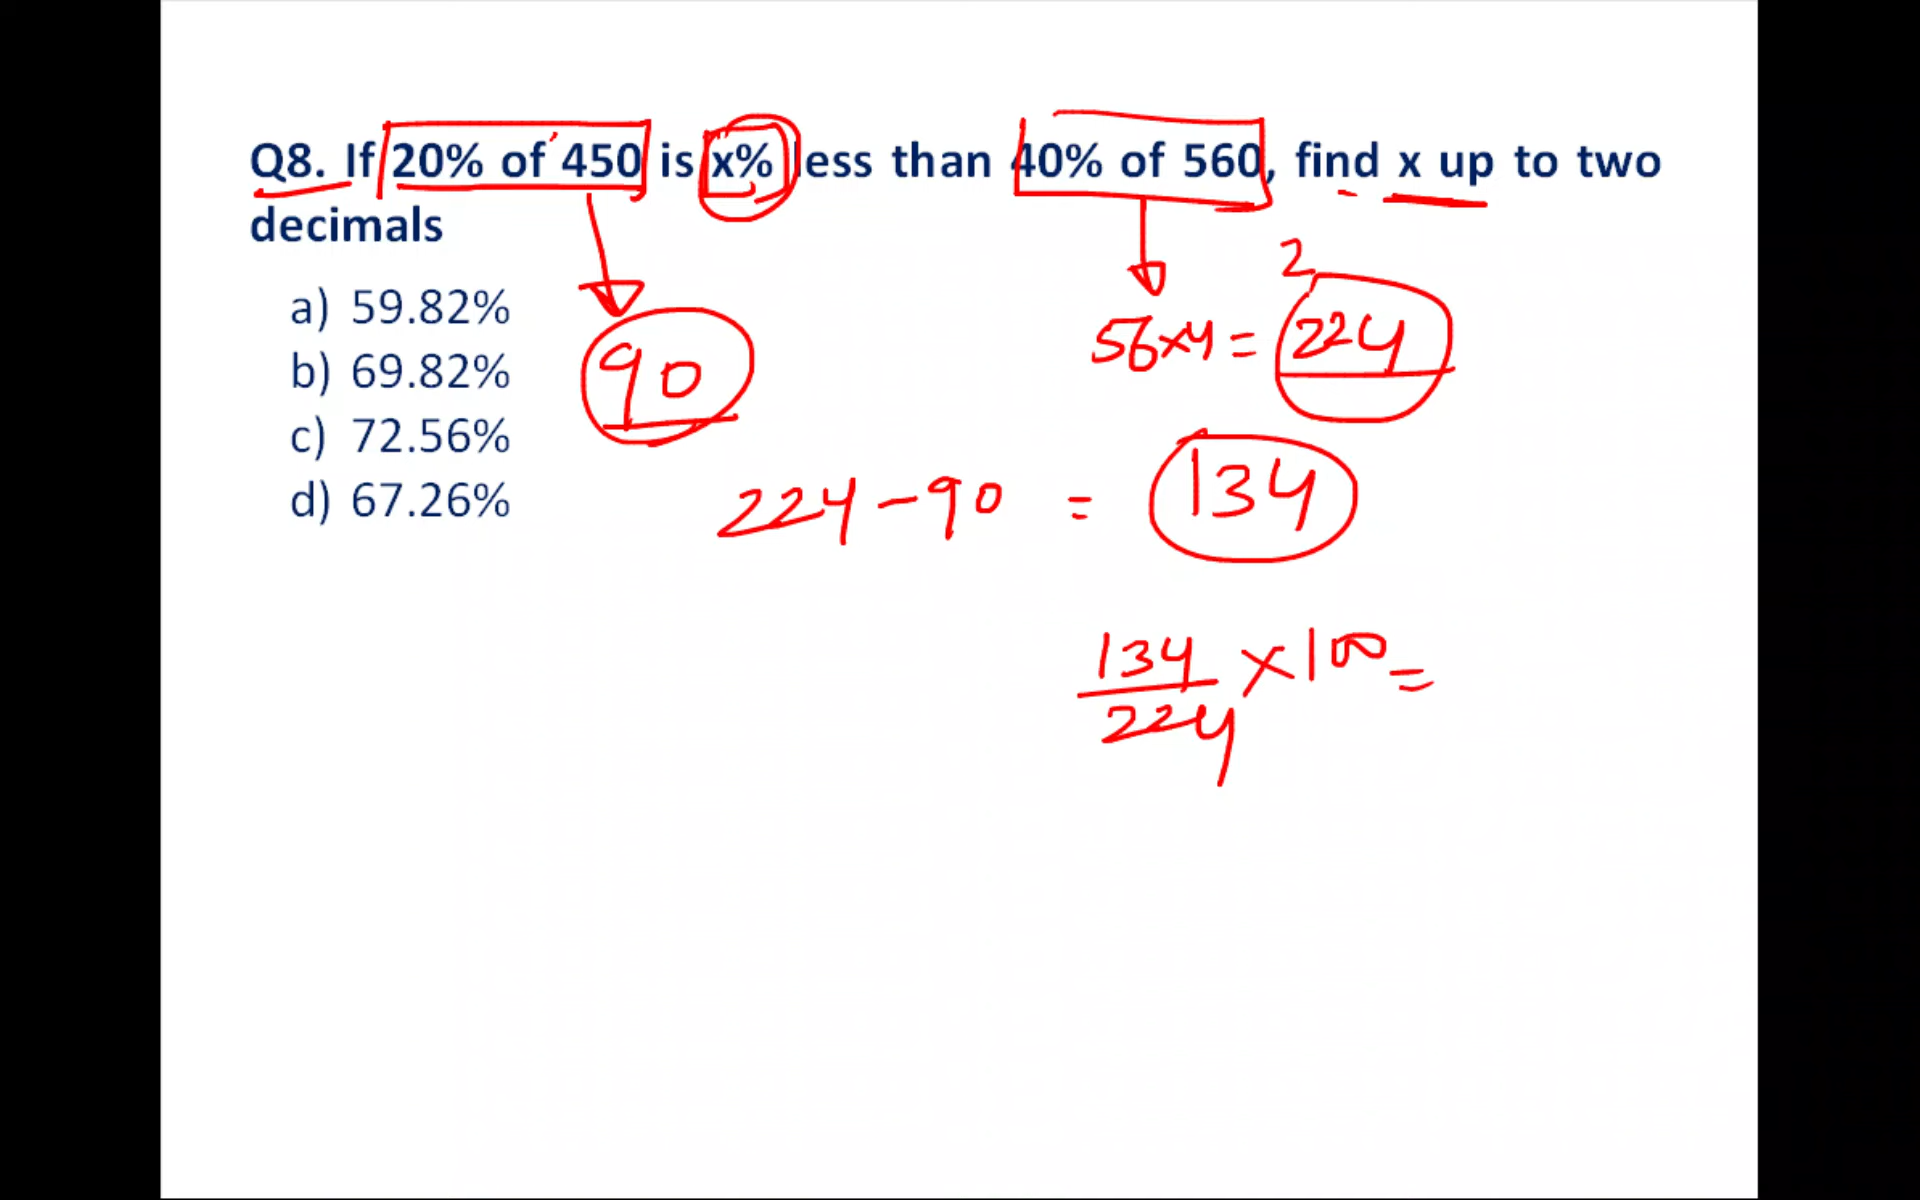 Q8. If 20% of 450 is x% less than 40% of 560, find x up to two
decimals
a) 59.82%
b) 69.82%
c) 72.56%
d) 67.26%
90
2
56×4 = 224
224 - 90 = 134
134
224 × 100 =